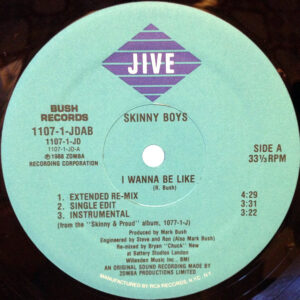 JIVE
BUSH
RECORDS
1107-1-JDAB
1107-1-JD
1107-1-JD-A
℗1988 ZOMBA
RECORDING CORPORATION
SKINNY BOYS
SIDE A
33⅓ RPM
I WANNA BE LIKE
(R. Bush)
1. EXTENDED RE-MIX 4:29
2. SINGLE EDIT 3:31
3. INSTRUMENTAL 3:22
(from the "Skinny & Proud" album, 1077-1-J)
Produced by Mark Bush
Engineered by Steve and Ron (Also Mark Bush)
Re-mixed by Bryan "Chuck" New
at Battery Studios London
Willesden Music Inc., BMI
AN ORIGINAL SOUND RECORDING MADE BY
ZOMBA PRODUCTIONS LIMITED
MANUFACTURED BY RCA RECORDS, N.Y.C., N.Y.